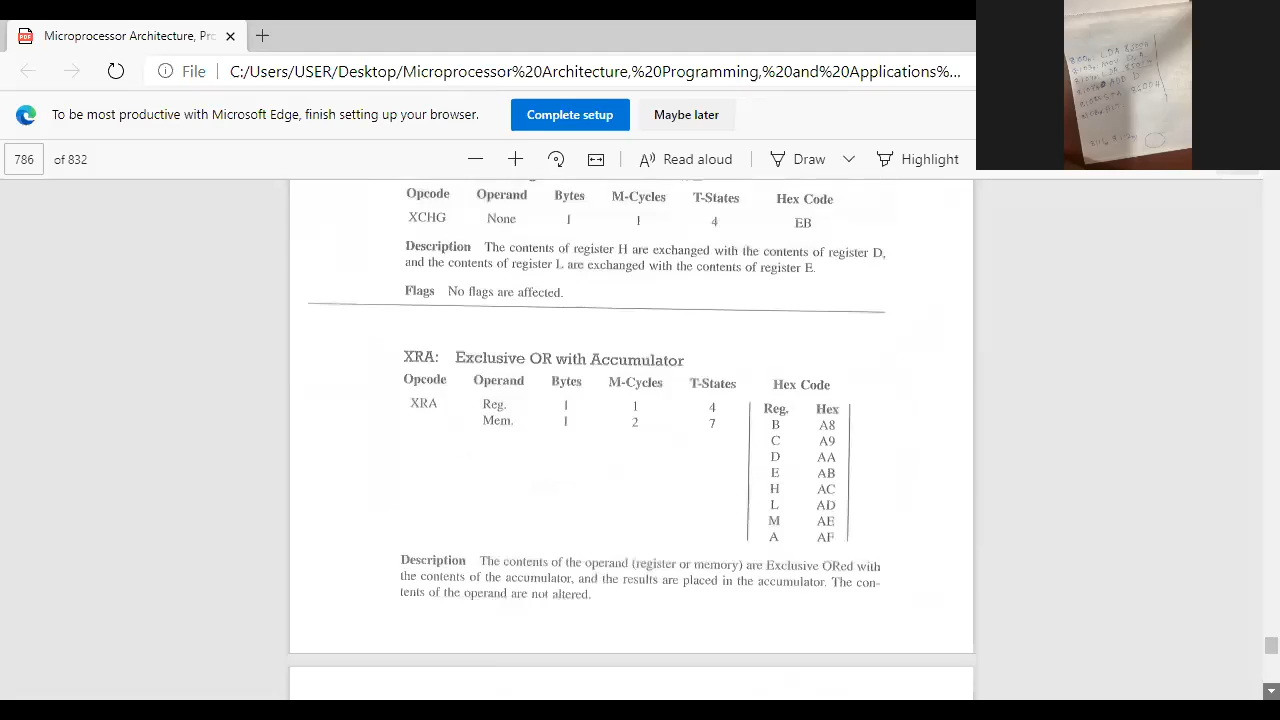 Microprocessor Architecture, Pr
File C:/Users/USER/Desktop/Microprocessor%20Architecture,%20Programming,%20and%20Applications%...
To be most productive with Microsoft Edge, finish setting up your browser. Complete setup Maybe later
786 of 832 Read aloud Draw Highlight
Opcode Operand Bytes M-Cycles T-States Hex Code
XCHG None 1 1 4 EB
Description The contents of register H are exchanged with the contents of register D,
and the contents of register L are exchanged with the contents of register E.
Flags No flags are affected.
XRA: Exclusive OR with Accumulator
Opcode Operand Bytes M-Cycles T-States Hex Code
XRA Reg. 1 1 4 Reg. Hex
Mem. 1 2 7 B A8
C A9
D AA
E AB
H AC
L AD
M AE
A AF
Description The contents of the operand (register or memory) are Exclusive ORed with
the contents of the accumulator, and the results are placed in the accumulator. The con-
tents of the operand are not altered.
LDA
ADD D